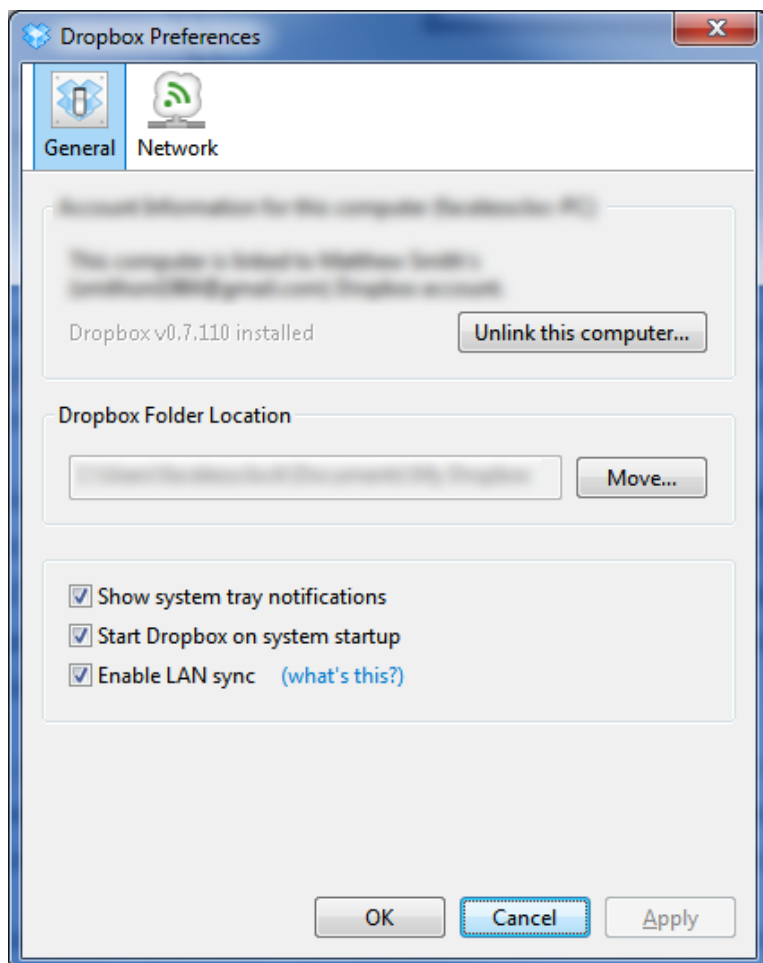 Dropbox Preferences
General Network
Dropbox v0.7.110 installed
Unlink this computer...
Dropbox Folder Location
Move...
Show system tray notifications
Start Dropbox on system startup
Enable LAN sync (what's this?)
OK Cancel Apply